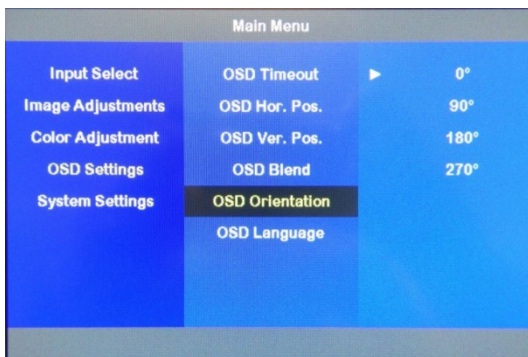 Main Menu
Input Select
Image Adjustments
Color Adjustment
OSD Settings
System Settings
OSD Timeout
OSD Hor. Pos.
OSD Ver. Pos.
OSD Blend
OSD Orientation
OSD Language
0°
90°
180°
270°